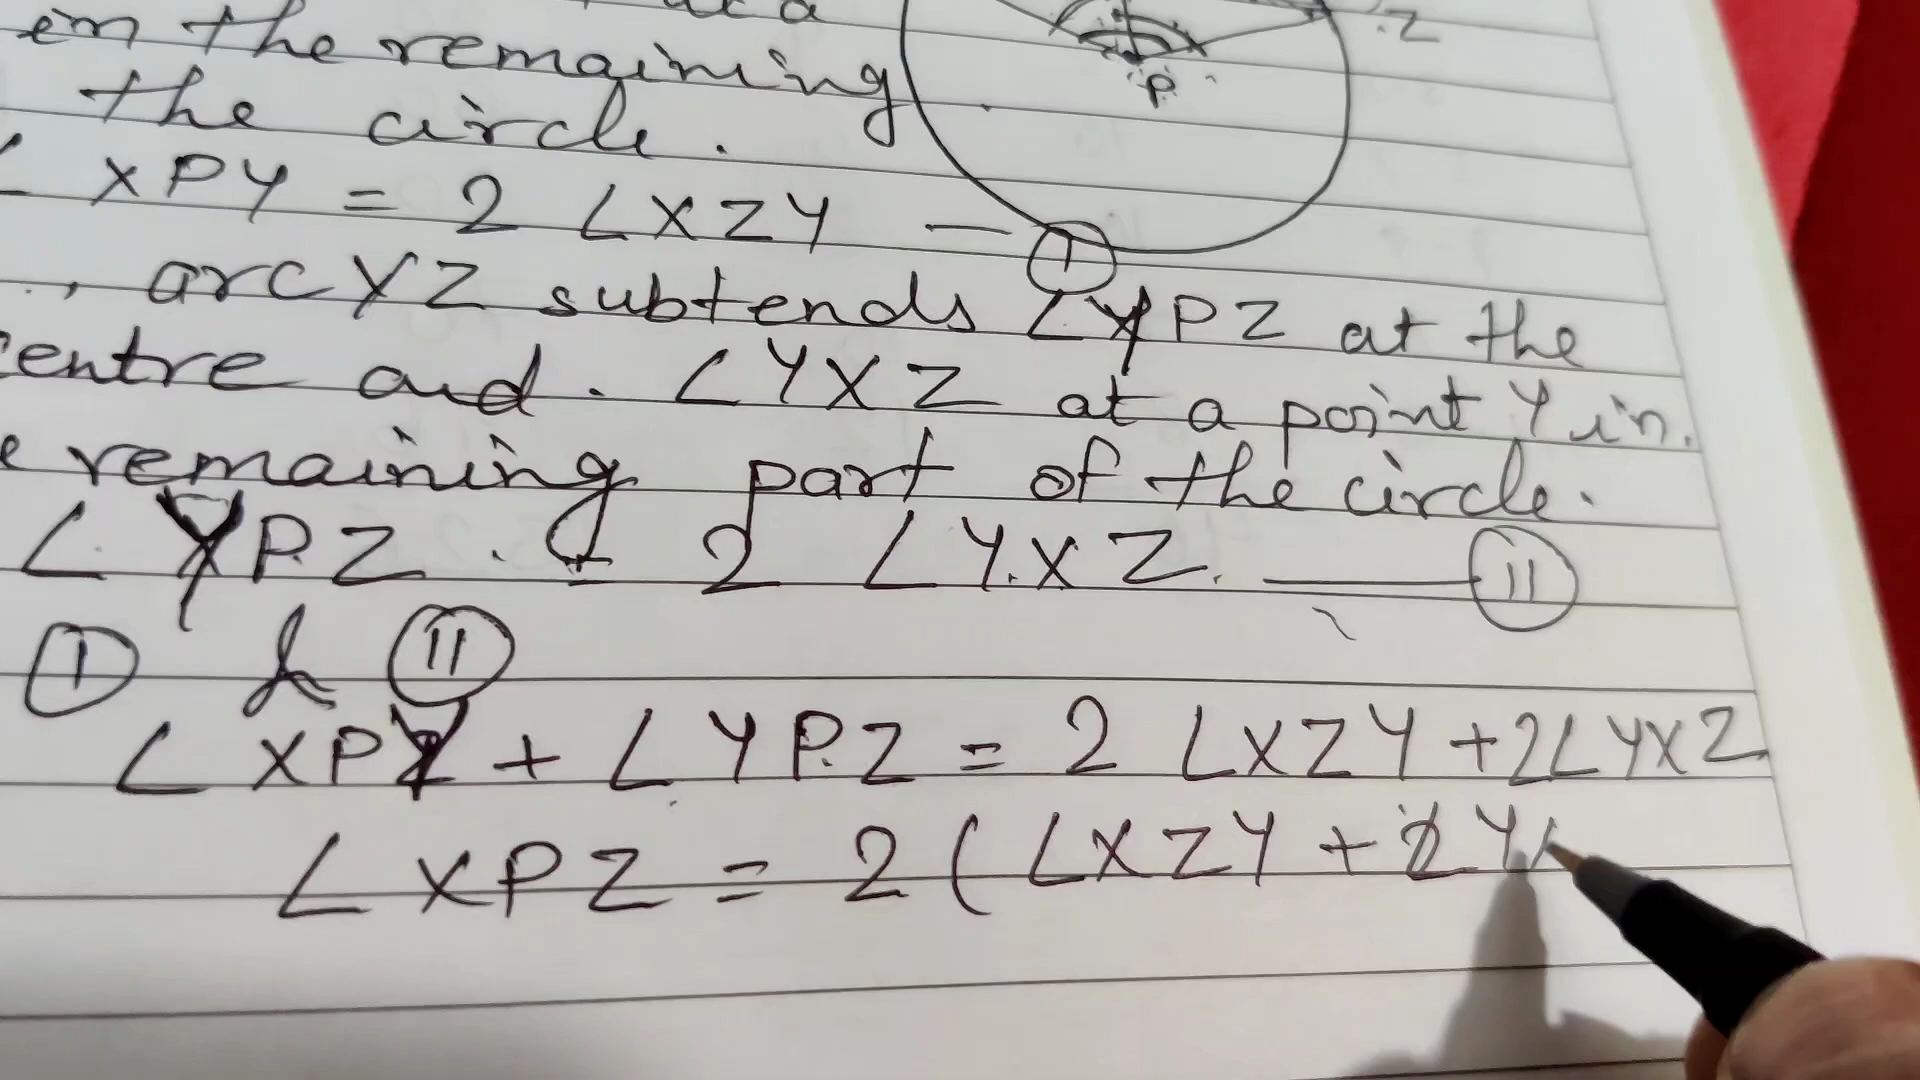 in the remaining
Z
P
the circle.
∠ XPY = 2 ∠XZY — I
, arc YZ subtends ∠YPZ at the
centre and . ∠YXZ at a point Y in.
e remaining part of the circle.
∠YPZ = 2 ∠YXZ. — II
I & II
∠XPY + ∠YPZ = 2 ∠XZY + 2∠YXZ
∠XPZ = 2 (∠XZY + ∠Y